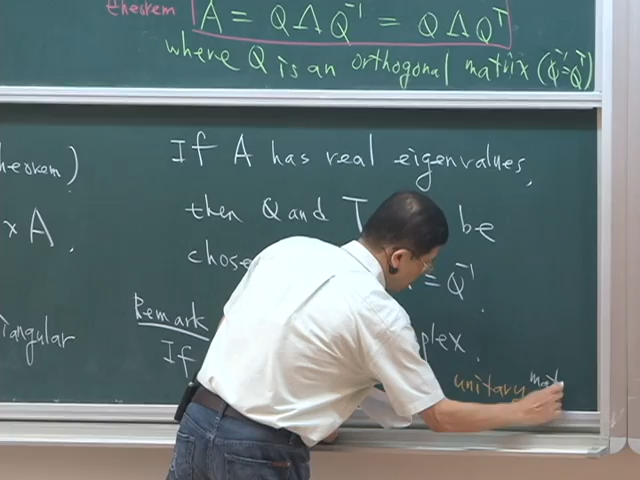 theorem A = QΛQ⁻¹ = QΛQᵀ
where Q is an orthogonal matrix (Q⁻¹=Qᵀ)
heorem)
× A.
iangular
If A has real eigenvalues,
then Q and T be
chose = Q⁻¹.
Remark
If plex.
unitary mat